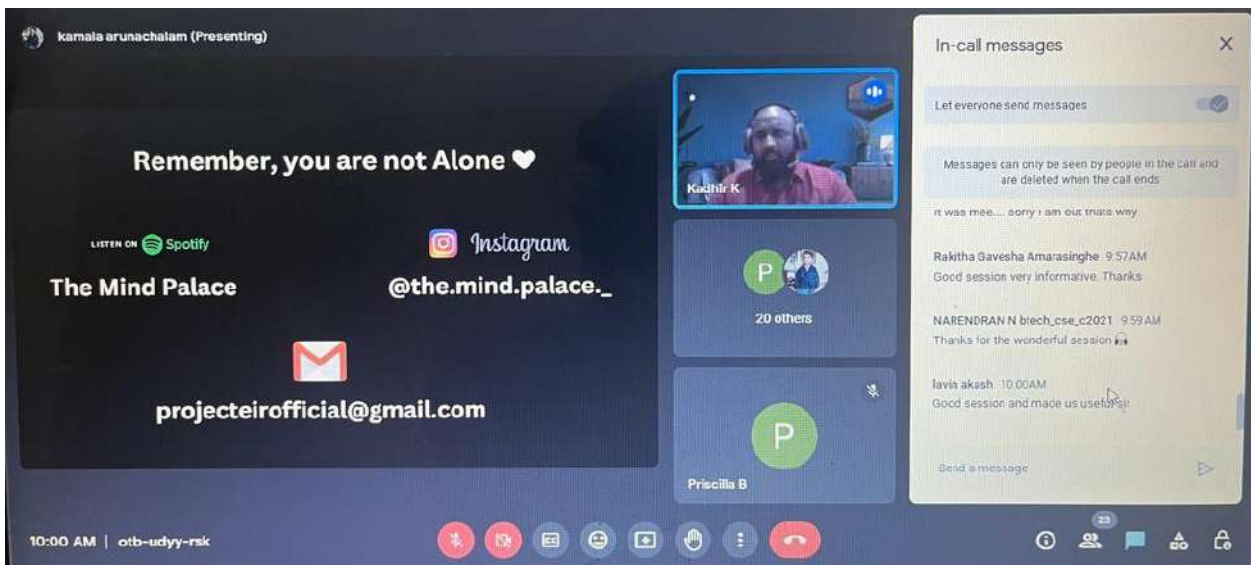 kamala arunachalam (Presenting)
Remember, you are not Alone
LISTEN ON Spotify
The Mind Palace
Instagram
@the.mind.palace._
projecteirofficial@gmail.com
Kadhir K
P
20 others
P
Priscilla B
In-call messages
Let everyone send messages
Messages can only be seen by people in the call and
are deleted when the call ends
it was mee.... sorry i am out thats why
Rakitha Gavesha Amarasinghe 9:57AM
Good session very informative. Thanks
NARENDRAN N btech_cse_c2021 9:59 AM
Thanks for the wonderful session
lavin akash 10:00AM
Good session and made us useful sir
Send a message
10:00 AM | otb-udyy-rsk
CC
23